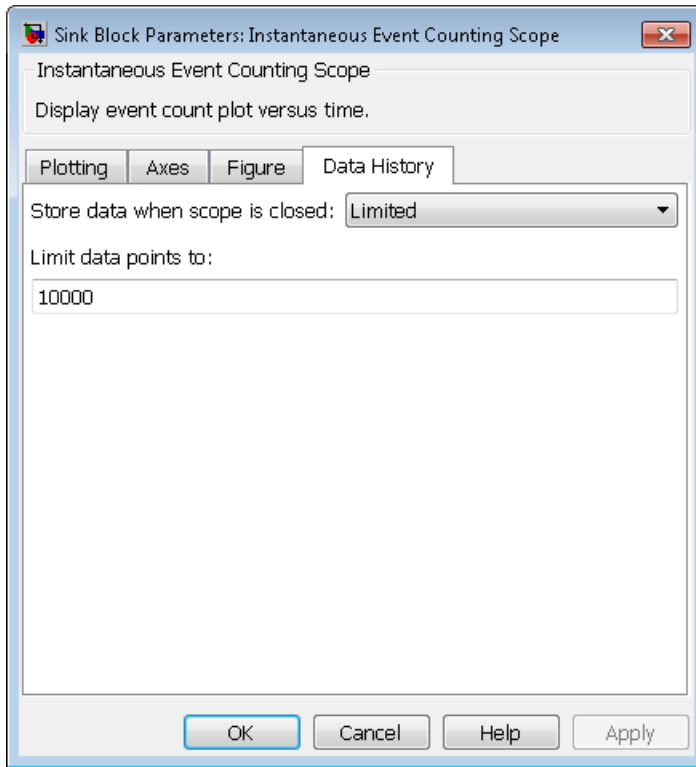 Sink Block Parameters: Instantaneous Event Counting Scope
Instantaneous Event Counting Scope
Display event count plot versus time.
Plotting Axes Figure Data History
Store data when scope is closed: Limited
Limit data points to:
10000
OK Cancel Help Apply